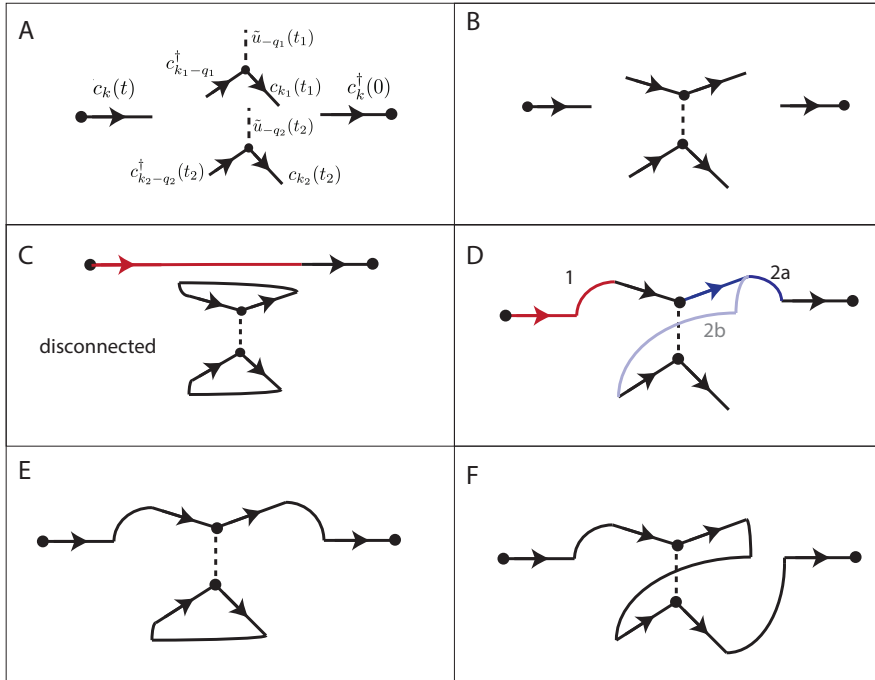 A
ũ_{-q_1}(t_1)
c^†_{k_1-q_1}
c_k(t)
c_{k_1}(t_1)
c^†_k(0)
ũ_{-q_2}(t_2)
c^†_{k_2-q_2}(t_2)
c_{k_2}(t_2)
B
C
disconnected
D
1
2a
2b
E
F